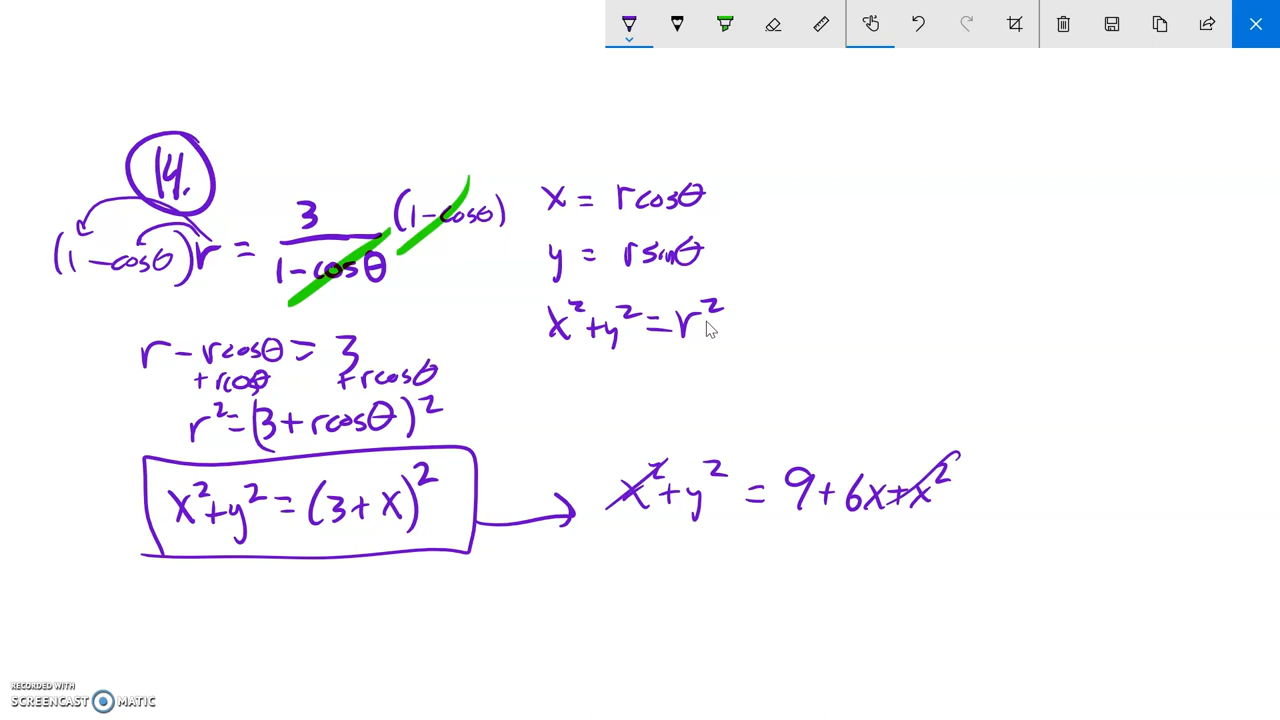 14.
(1 - cosθ)r = 3/(1 - cosθ) (1 - cosθ)
x = r cosθ
y = r sinθ
x² + y² = r²
r - r cosθ = 3
+ r cosθ + r cosθ
r² = (3 + r cosθ)²
x² + y² = (3 + x)²
x² + y² = 9 + 6x + x²
RECORDED WITH
SCREENCAST MATIC